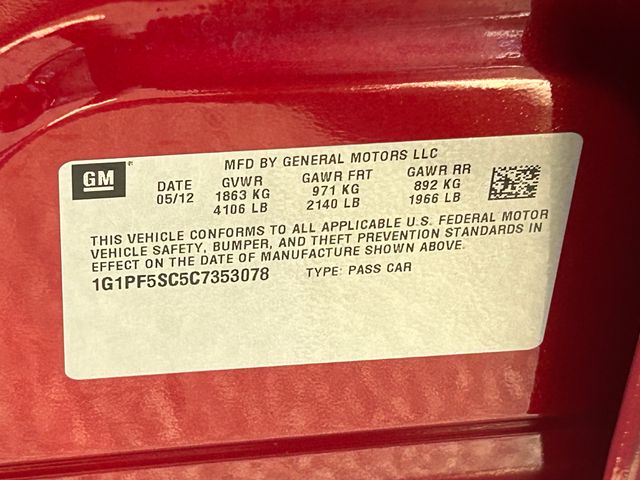 MFD BY GENERAL MOTORS LLC
GM DATE GVWR GAWR FRT GAWR RR
05/12 1863 KG 971 KG 892 KG
4106 LB 2140 LB 1966 LB
THIS VEHICLE CONFORMS TO ALL APPLICABLE U.S. FEDERAL MOTOR
VEHICLE SAFETY, BUMPER, AND THEFT PREVENTION STANDARDS IN
EFFECT ON THE DATE OF MANUFACTURE SHOWN ABOVE.
1G1PF5SC5C7353078 TYPE: PASS CAR